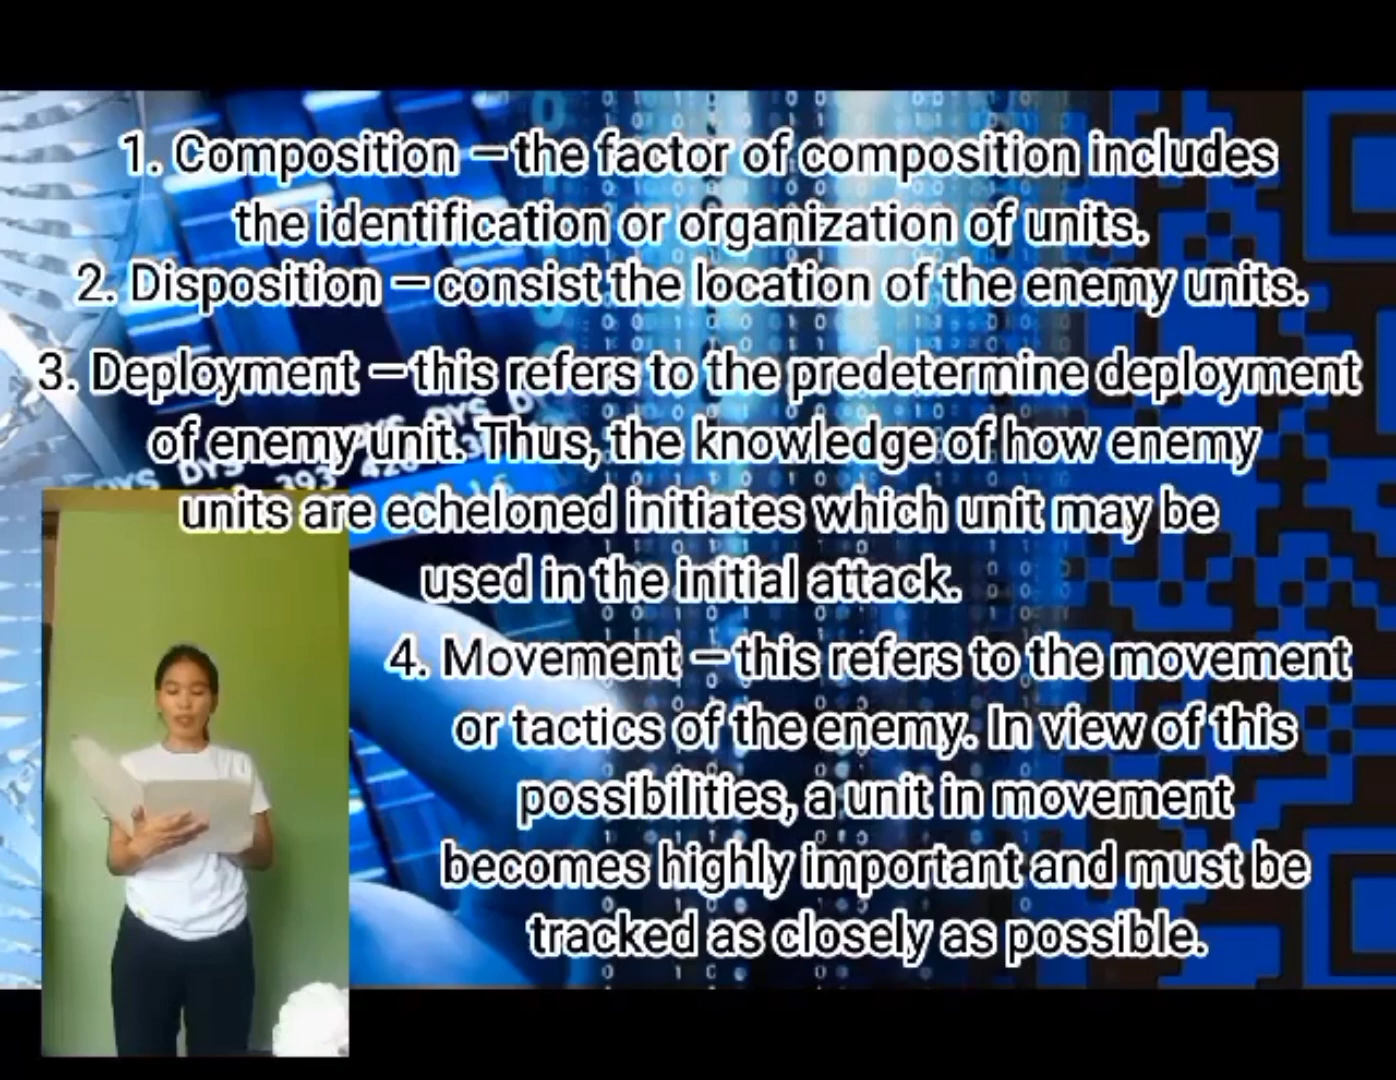 1. Composition —the factor of composition includes
the identification or organization of units.
2. Disposition — consist the location of the enemy units.
3. Deployment —this refers to the predetermine deployment
of enemy unit. Thus, the knowledge of how enemy
units are echeloned initiates which unit may be
used in the initial attack.
4. Movement —this refers to the movement
or tactics of the enemy. In view of this
possibilities, a unit in movement
becomes highly important and must be
tracked as closely as possible.